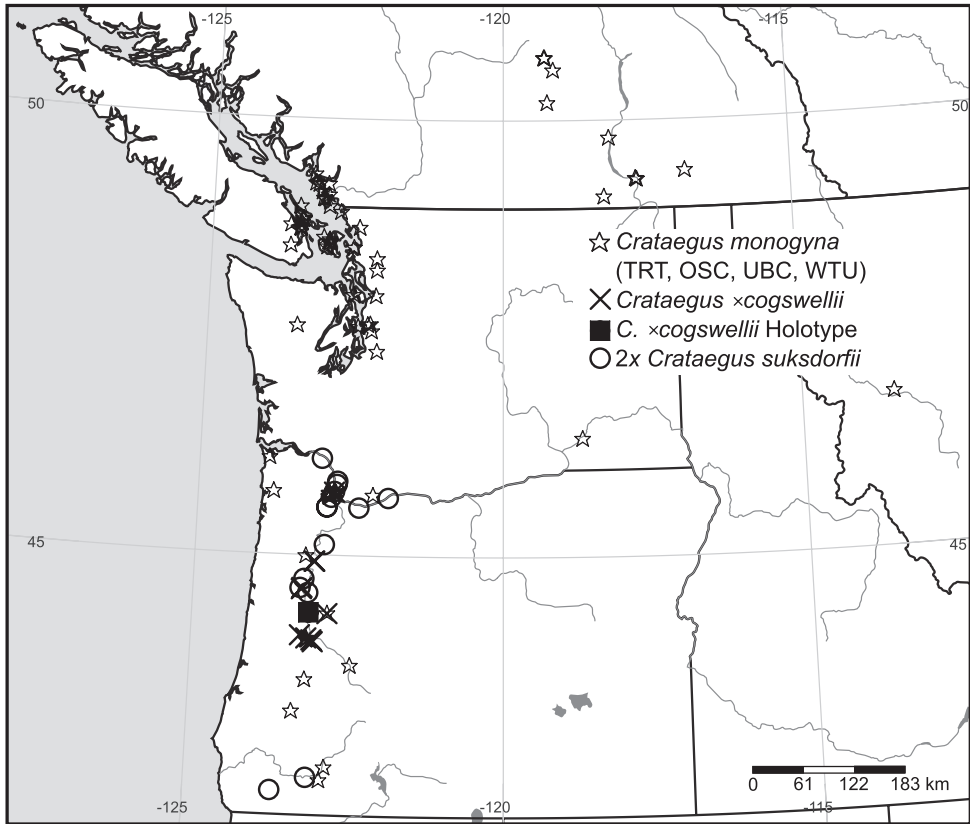 -125 -120 -115
50 50
Crataegus monogyna
(TRT, OSC, UBC, WTU)
Crataegus ×cogswellii
C. ×cogswellii Holotype
2x Crataegus suksdorfii
45 45
0 61 122 183 km
-125 -120 -115